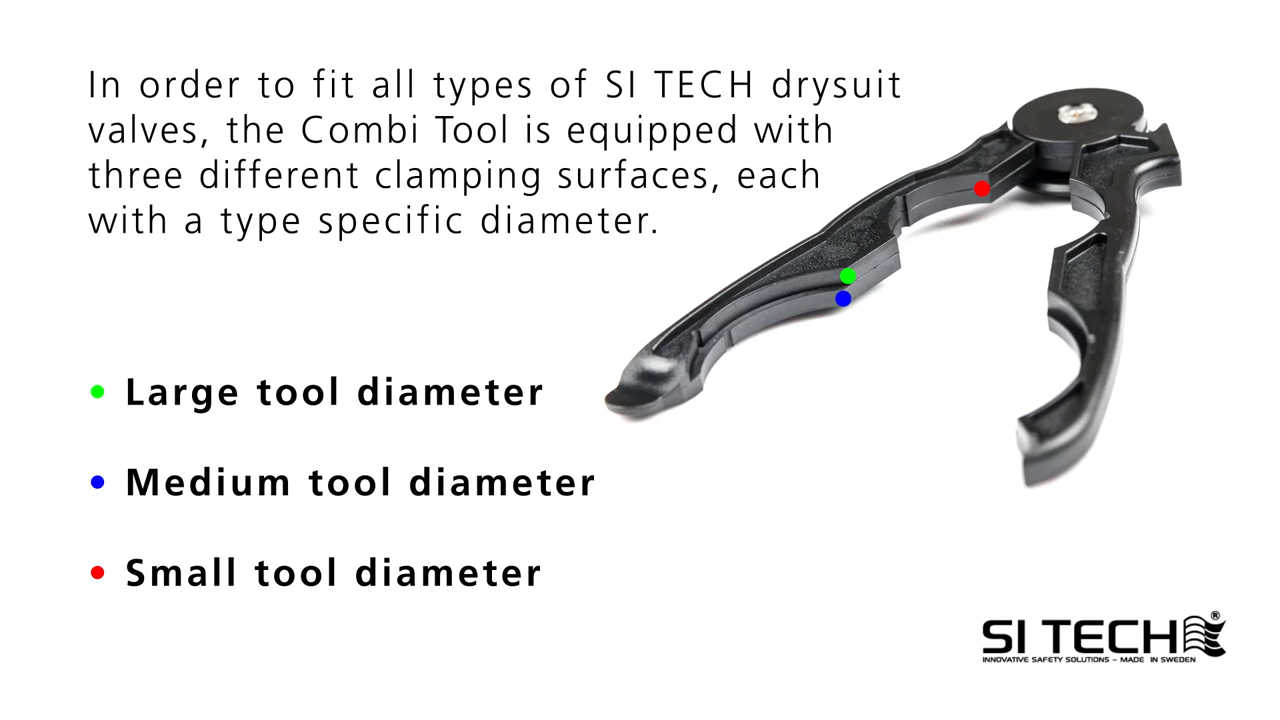 In order to fit all types of SI TECH drysuit
valves, the Combi Tool is equipped with
three different clamping surfaces, each
with a type specific diameter.
• Large tool diameter
• Medium tool diameter
• Small tool diameter
SI TECH ®
INNOVATIVE SAFETY SOLUTIONS – MADE IN SWEDEN